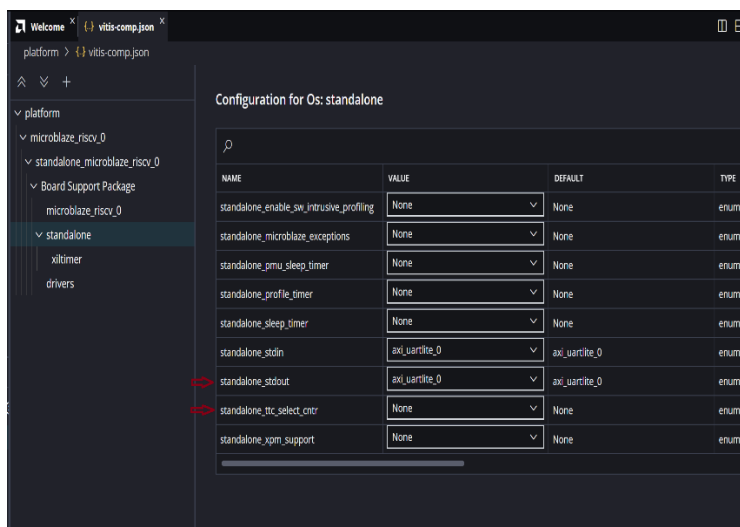 Welcome
{..} vitis-comp.json
platform > {..} vitis-comp.json
platform
microblaze_riscv_0
standalone_microblaze_riscv_0
Board Support Package
microblaze_riscv_0
standalone
xiltimer
drivers
Configuration for Os: standalone
NAME VALUE DEFAULT TYPE
standalone_enable_sw_intrusive_profiling None None enum
standalone_microblaze_exceptions None None enum
standalone_pmu_sleep_timer None None enum
standalone_profile_timer None None enum
standalone_sleep_timer None None enum
standalone_stdin axi_uartlite_0 axi_uartlite_0 enum
standalone_stdout axi_uartlite_0 axi_uartlite_0 enum
standalone_ttc_select_cntr None None enum
standalone_xpm_support None None enum